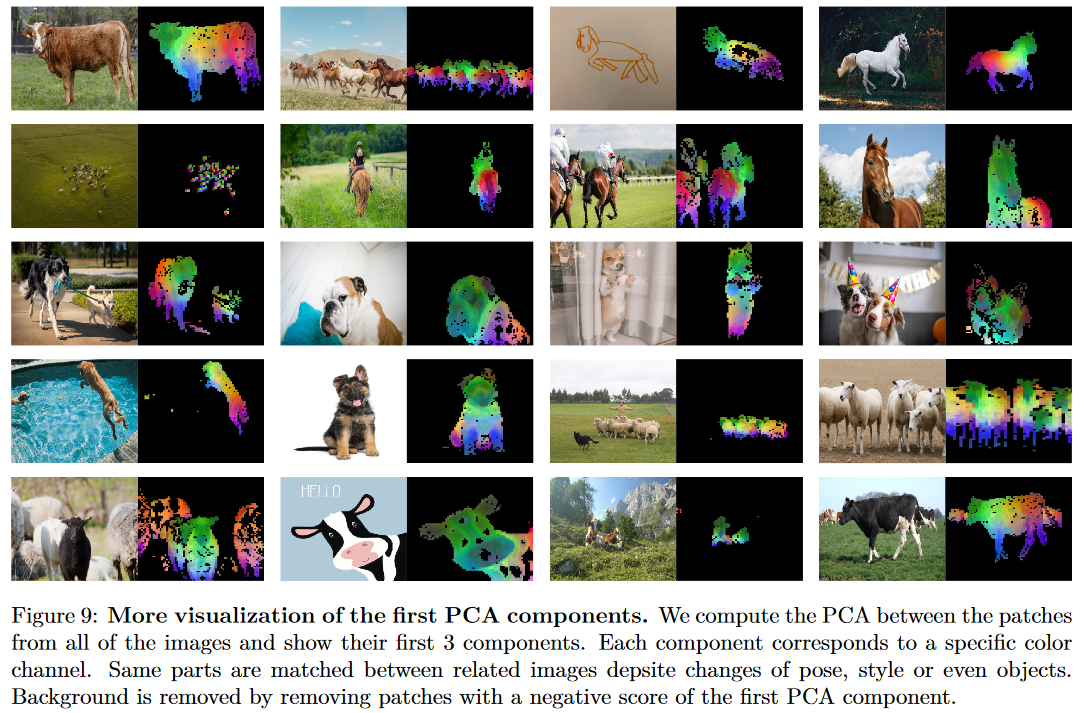 HELLO
Figure 9: More visualization of the first PCA components. We compute the PCA between the patches
from all of the images and show their first 3 components. Each component corresponds to a specific color
channel. Same parts are matched between related images depsite changes of pose, style or even objects.
Background is removed by removing patches with a negative score of the first PCA component.